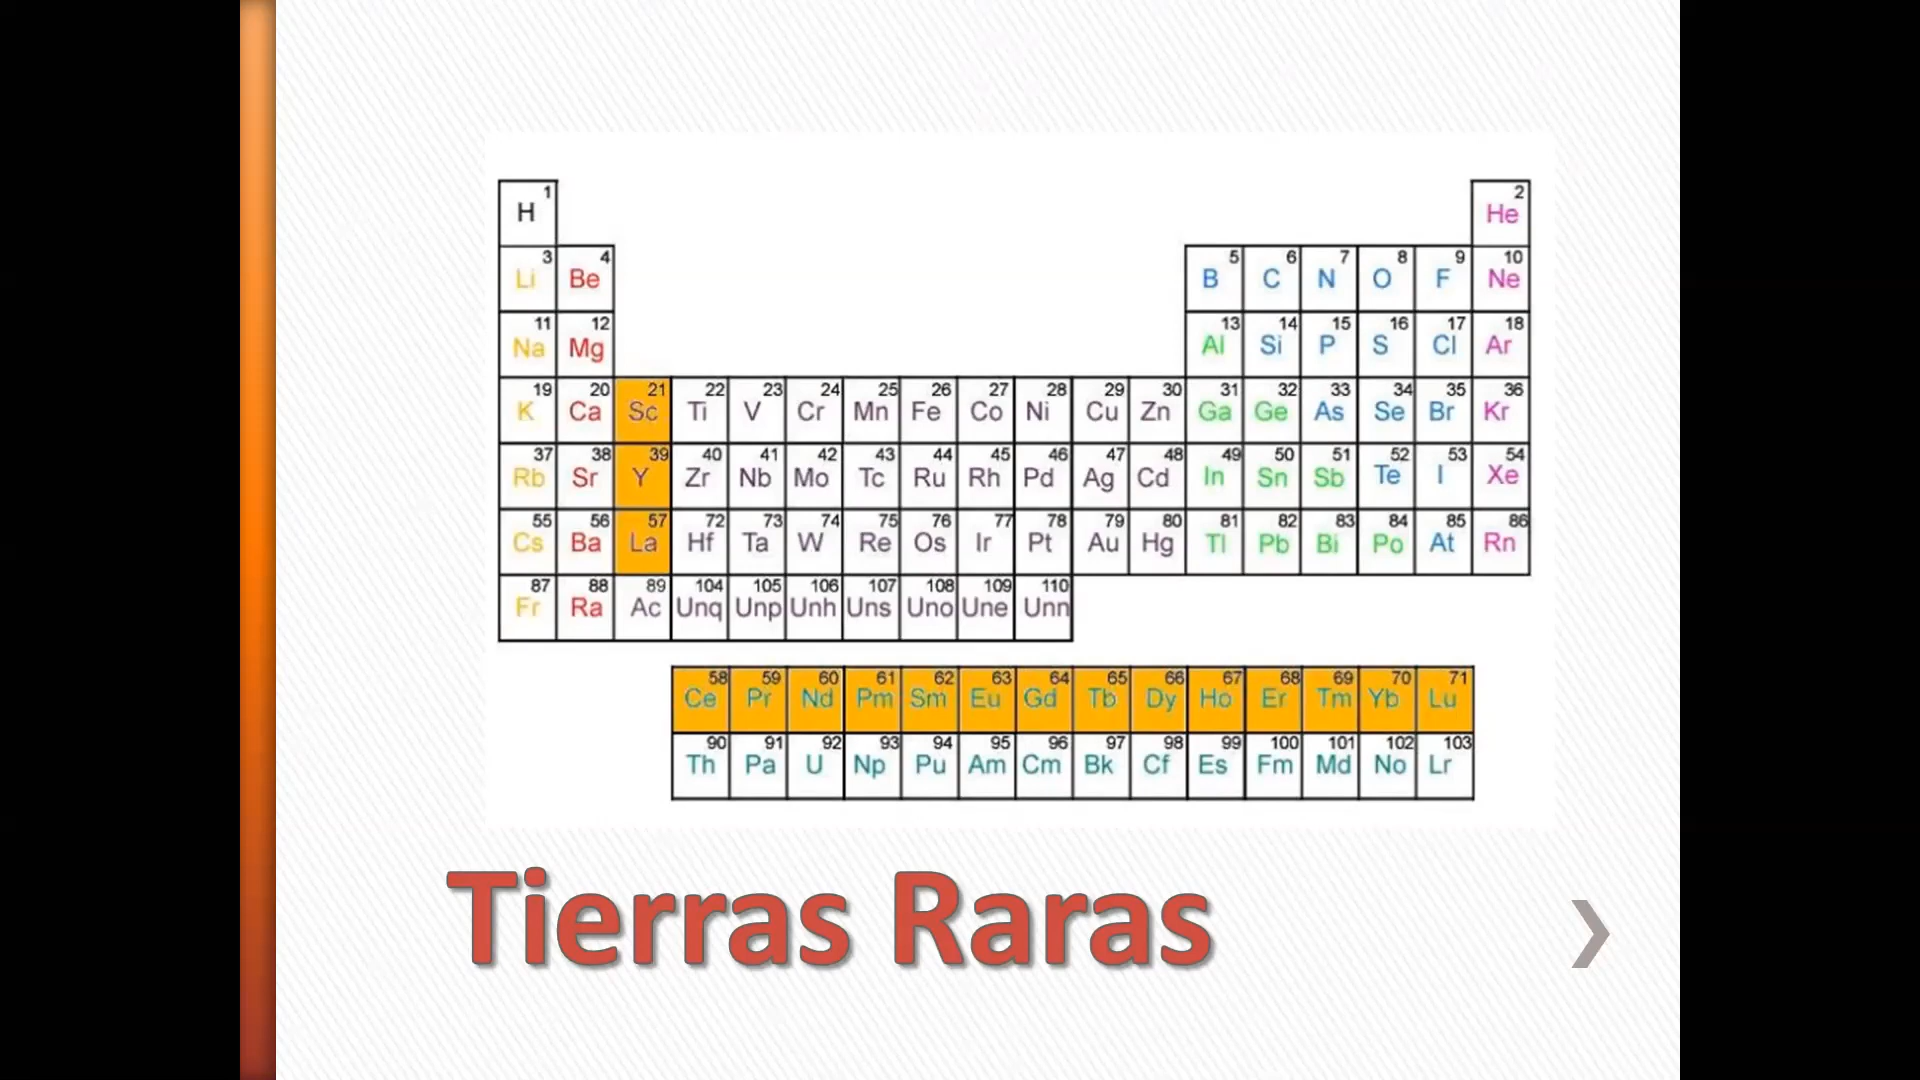 1 2
H He
3 4 5 6 7 8 9 10
Li Be B C N O F Ne
11 12 13 14 15 16 17 18
Na Mg Al Si P S Cl Ar
19 20 21 22 23 24 25 26 27 28 29 30 31 32 33 34 35 36
K Ca Sc Ti V Cr Mn Fe Co Ni Cu Zn Ga Ge As Se Br Kr
37 38 39 40 41 42 43 44 45 46 47 48 49 50 51 52 53 54
Rb Sr Y Zr Nb Mo Tc Ru Rh Pd Ag Cd In Sn Sb Te I Xe
55 56 57 72 73 74 75 76 77 78 79 80 81 82 83 84 85 86
Cs Ba La Hf Ta W Re Os Ir Pt Au Hg Tl Pb Bi Po At Rn
87 88 89 104 105 106 107 108 109 110
Fr Ra Ac Unq Unp Unh Uns Uno Une Unn
58 59 60 61 62 63 64 65 66 67 68 69 70 71
Ce Pr Nd Pm Sm Eu Gd Tb Dy Ho Er Tm Yb Lu
90 91 92 93 94 95 96 97 98 99 100 101 102 103
Th Pa U Np Pu Am Cm Bk Cf Es Fm Md No Lr
Tierras Raras